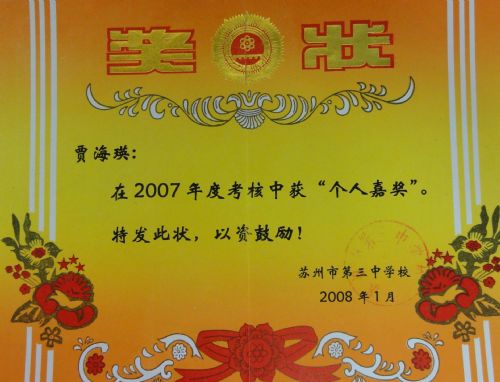 奖状
贾海瑛:
在2007年度考核中获“个人嘉奖”。
特发此状，以资鼓励!
苏州市第三中学校
2008年1月